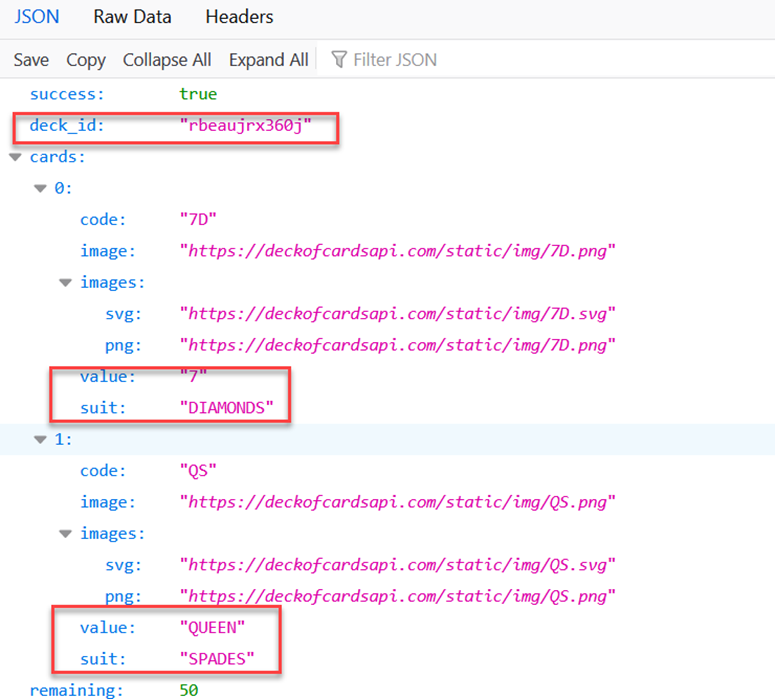 JSON Raw Data Headers
Save Copy Collapse All Expand All Filter JSON
success: true
deck_id: "rbeaujrx360j"
cards:
0:
code: "7D"
image: "https://deckofcardsapi.com/static/img/7D.png"
images:
svg: "https://deckofcardsapi.com/static/img/7D.svg"
png: "https://deckofcardsapi.com/static/img/7D.png"
value: "7"
suit: "DIAMONDS"
1:
code: "QS"
image: "https://deckofcardsapi.com/static/img/QS.png"
images:
svg: "https://deckofcardsapi.com/static/img/QS.svg"
png: "https://deckofcardsapi.com/static/img/QS.png"
value: "QUEEN"
suit: "SPADES"
remaining: 50